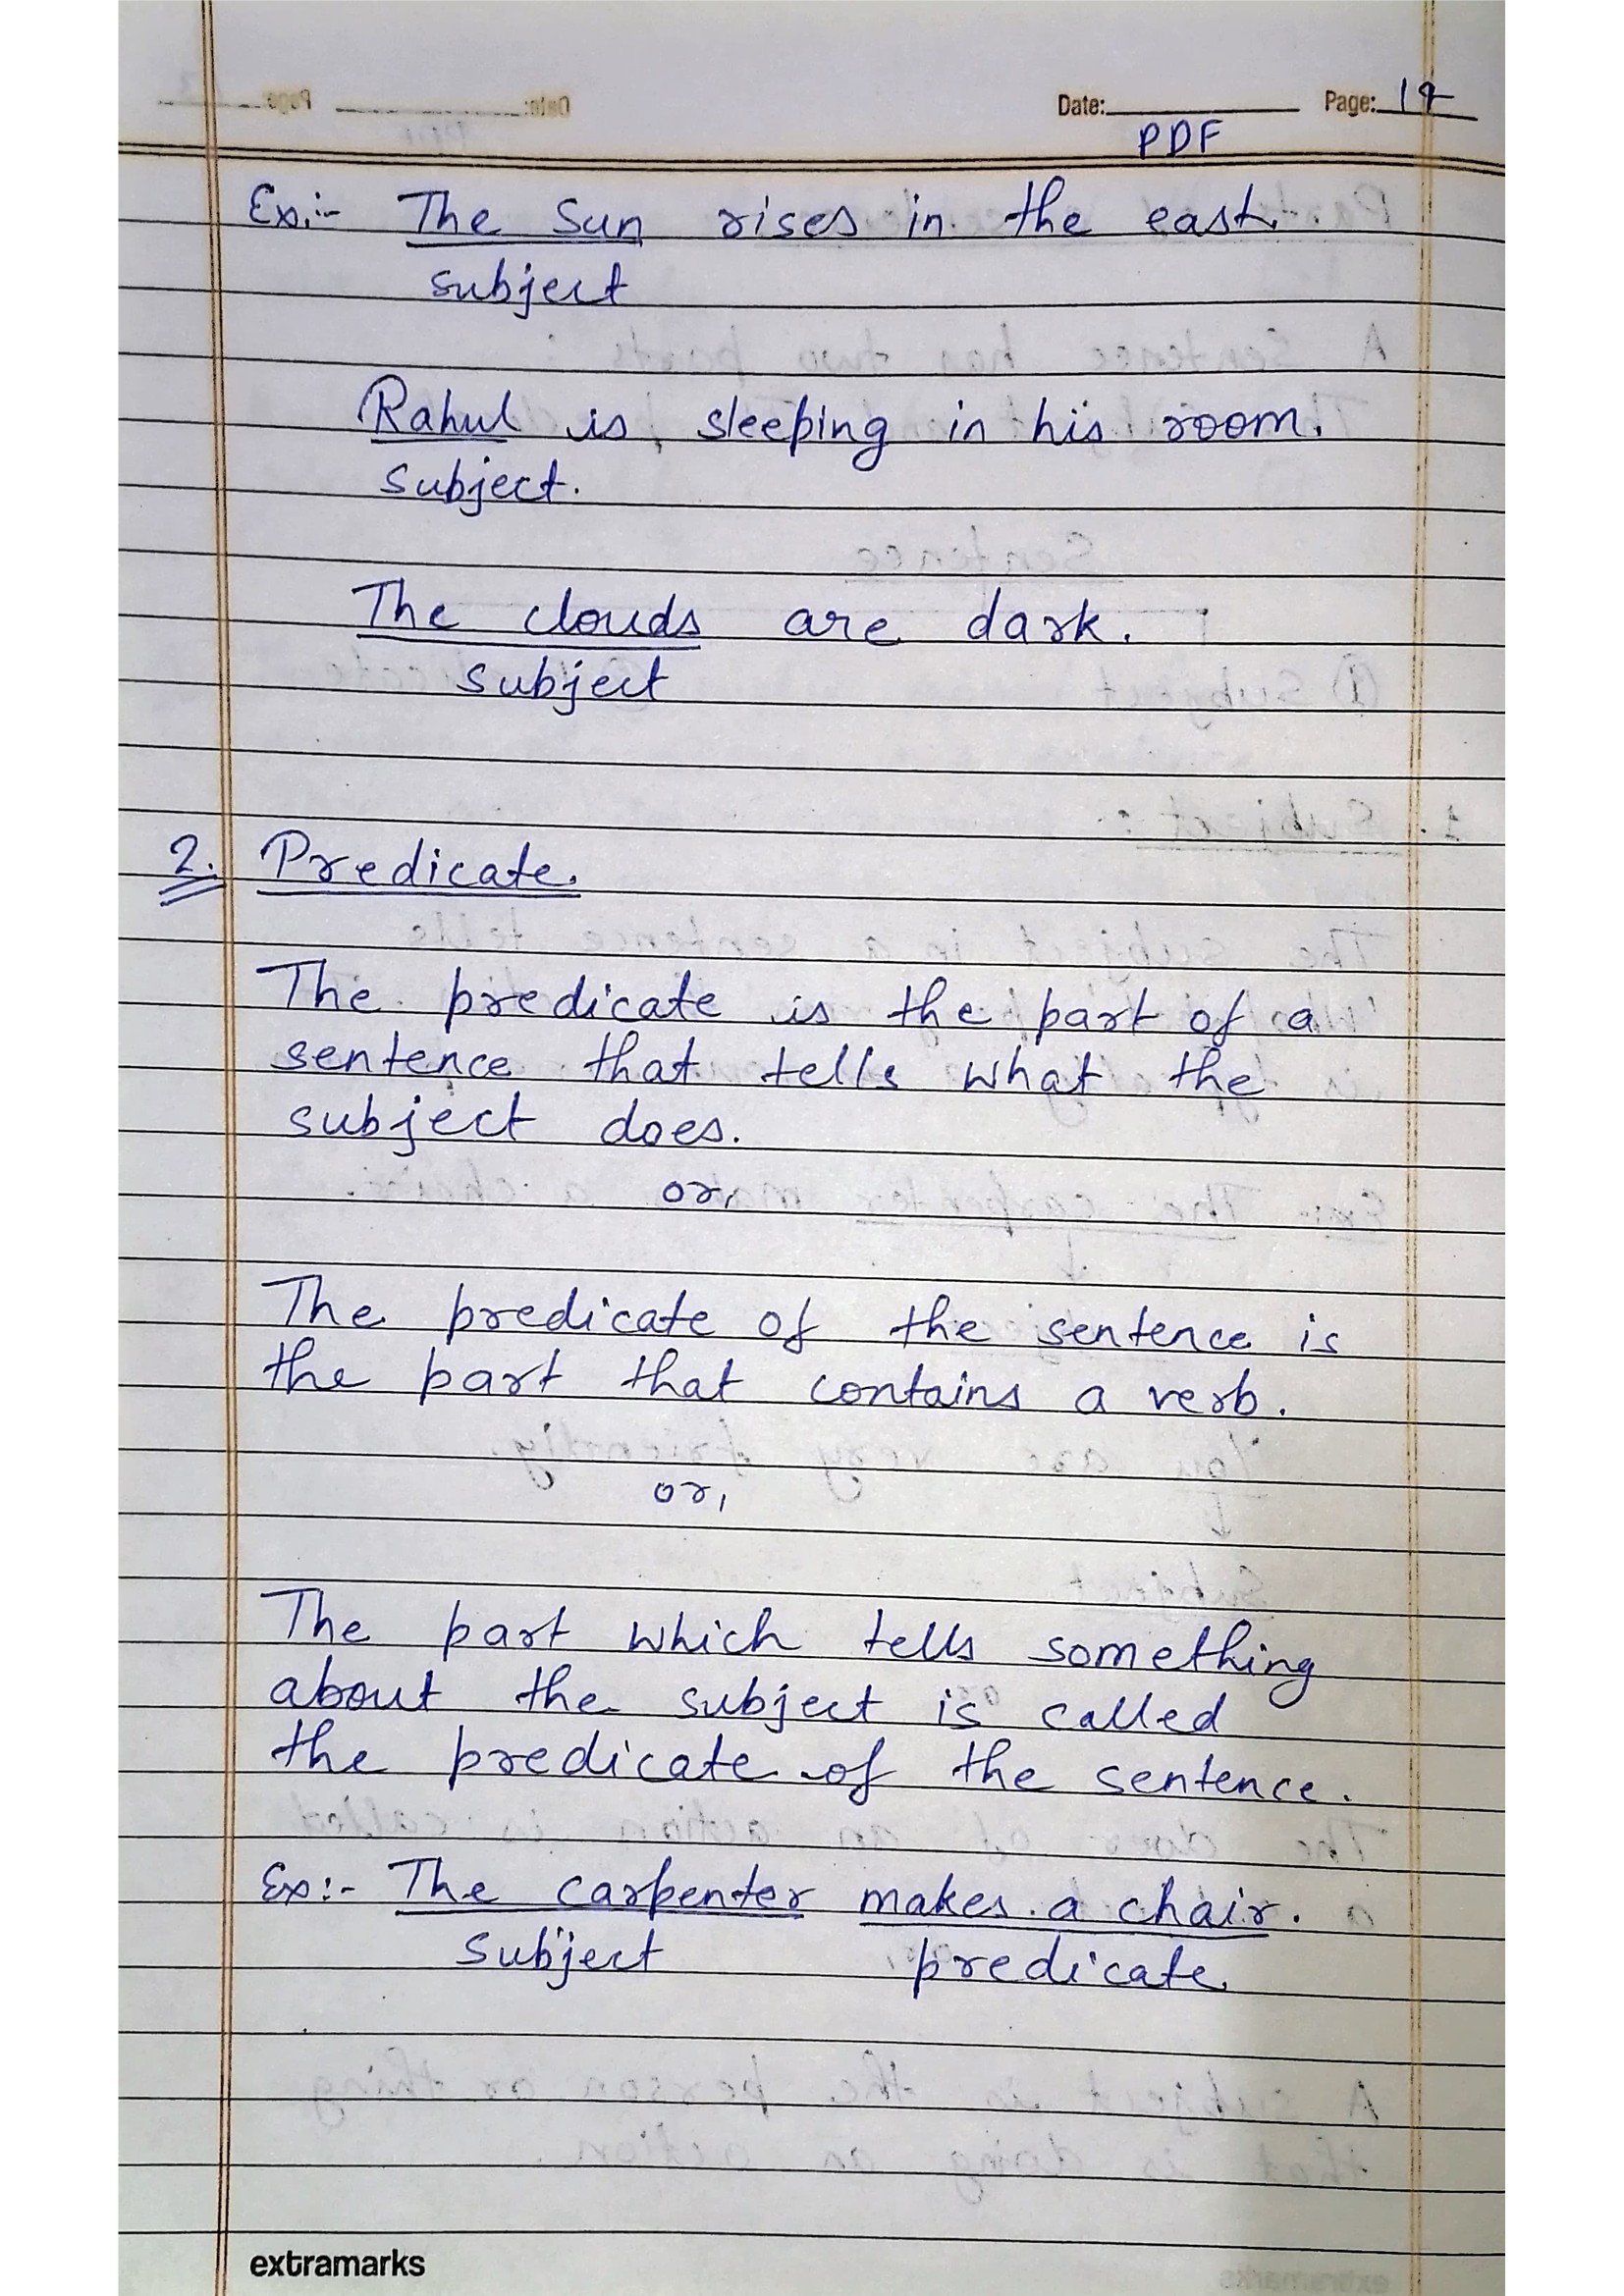 Date: Page:
PDF
Ex:- The Sun rises in the east.
subject
Rahul is sleeping in his room.
Subject.
The clouds are dark.
subject
2. Predicate.
The predicate is the part of a
sentence that tells what the
subject does.
or,
The predicate of the sentence is
the part that contains a verb.
or,
The part which tells something
about the subject is called
the predicate of the sentence.
Ex:- The carpenter makes a chair.
Subject predicate
extramarks